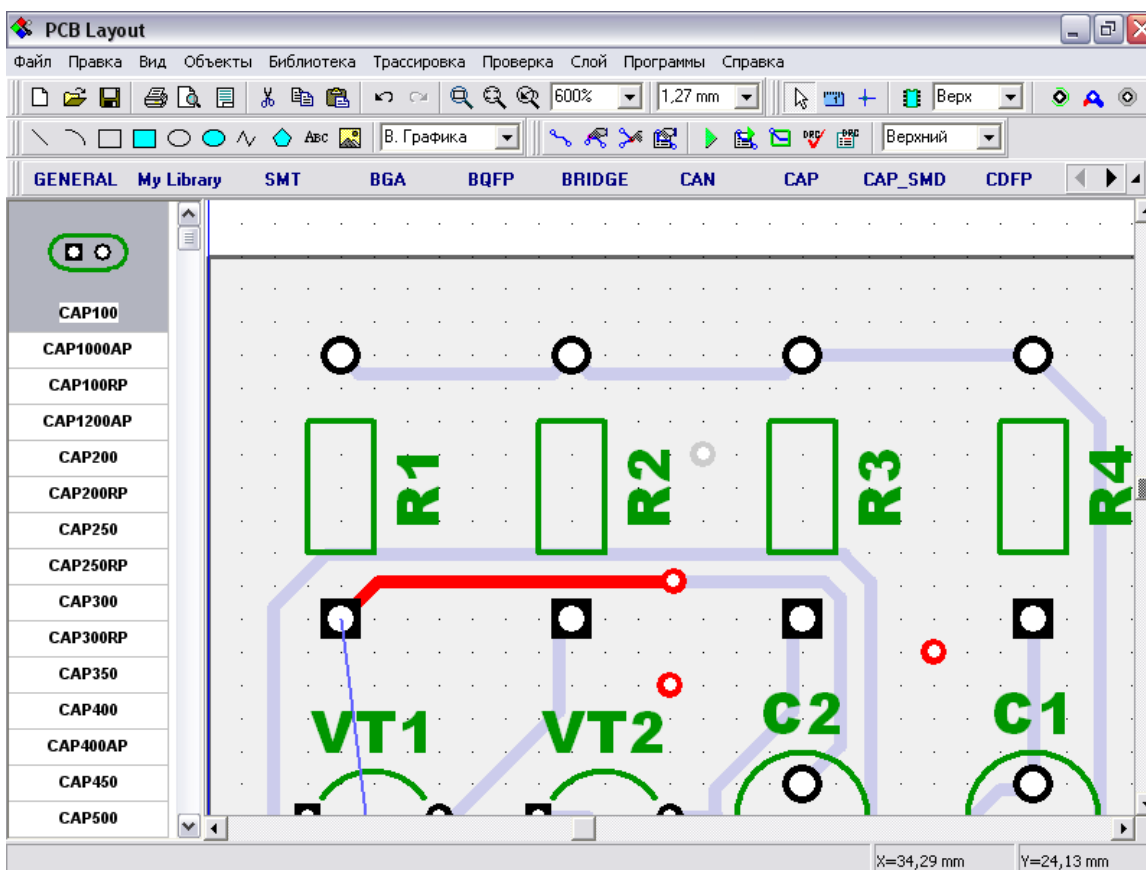 PCB Layout
Файл Правка Вид Объекты Библиотека Трассировка Проверка Слой Программы Справка
600% 1,27 mm Верх
ABC В. Графика DRC DRC Верхний
GENERAL My Library SMT BGA BQFP BRIDGE CAN CAP CAP_SMD CDFP
CAP100
CAP1000AP
CAP100RP
CAP1200AP
CAP200
CAP200RP
CAP250
CAP250RP
CAP300
CAP300RP
CAP350
CAP400
CAP400AP
CAP450
CAP500
R1 R2 R3 R4
VT1 VT2 C2 C1
X=34,29 mm Y=24,13 mm